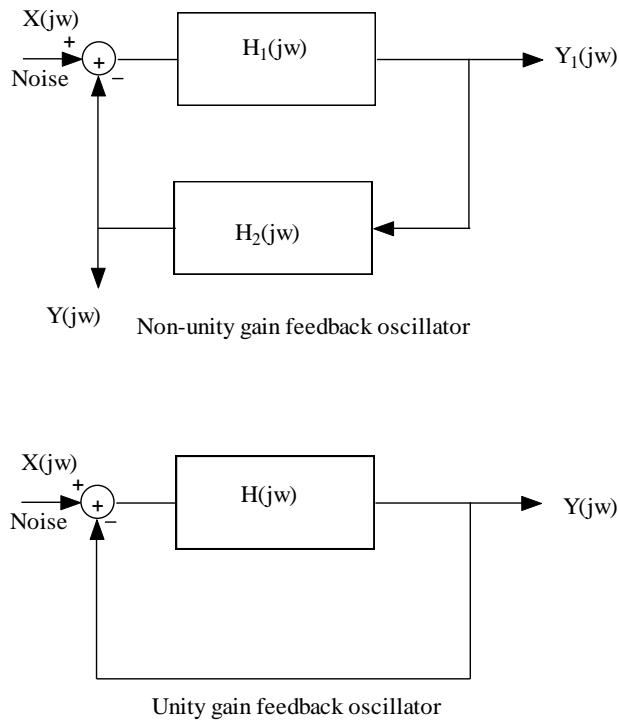 X(jw)
+
Noise
+
−
H₁(jw)
Y₁(jw)
H₂(jw)
Y(jw)
Non-unity gain feedback oscillator
X(jw)
+
Noise
+
−
H(jw)
Y(jw)
Unity gain feedback oscillator